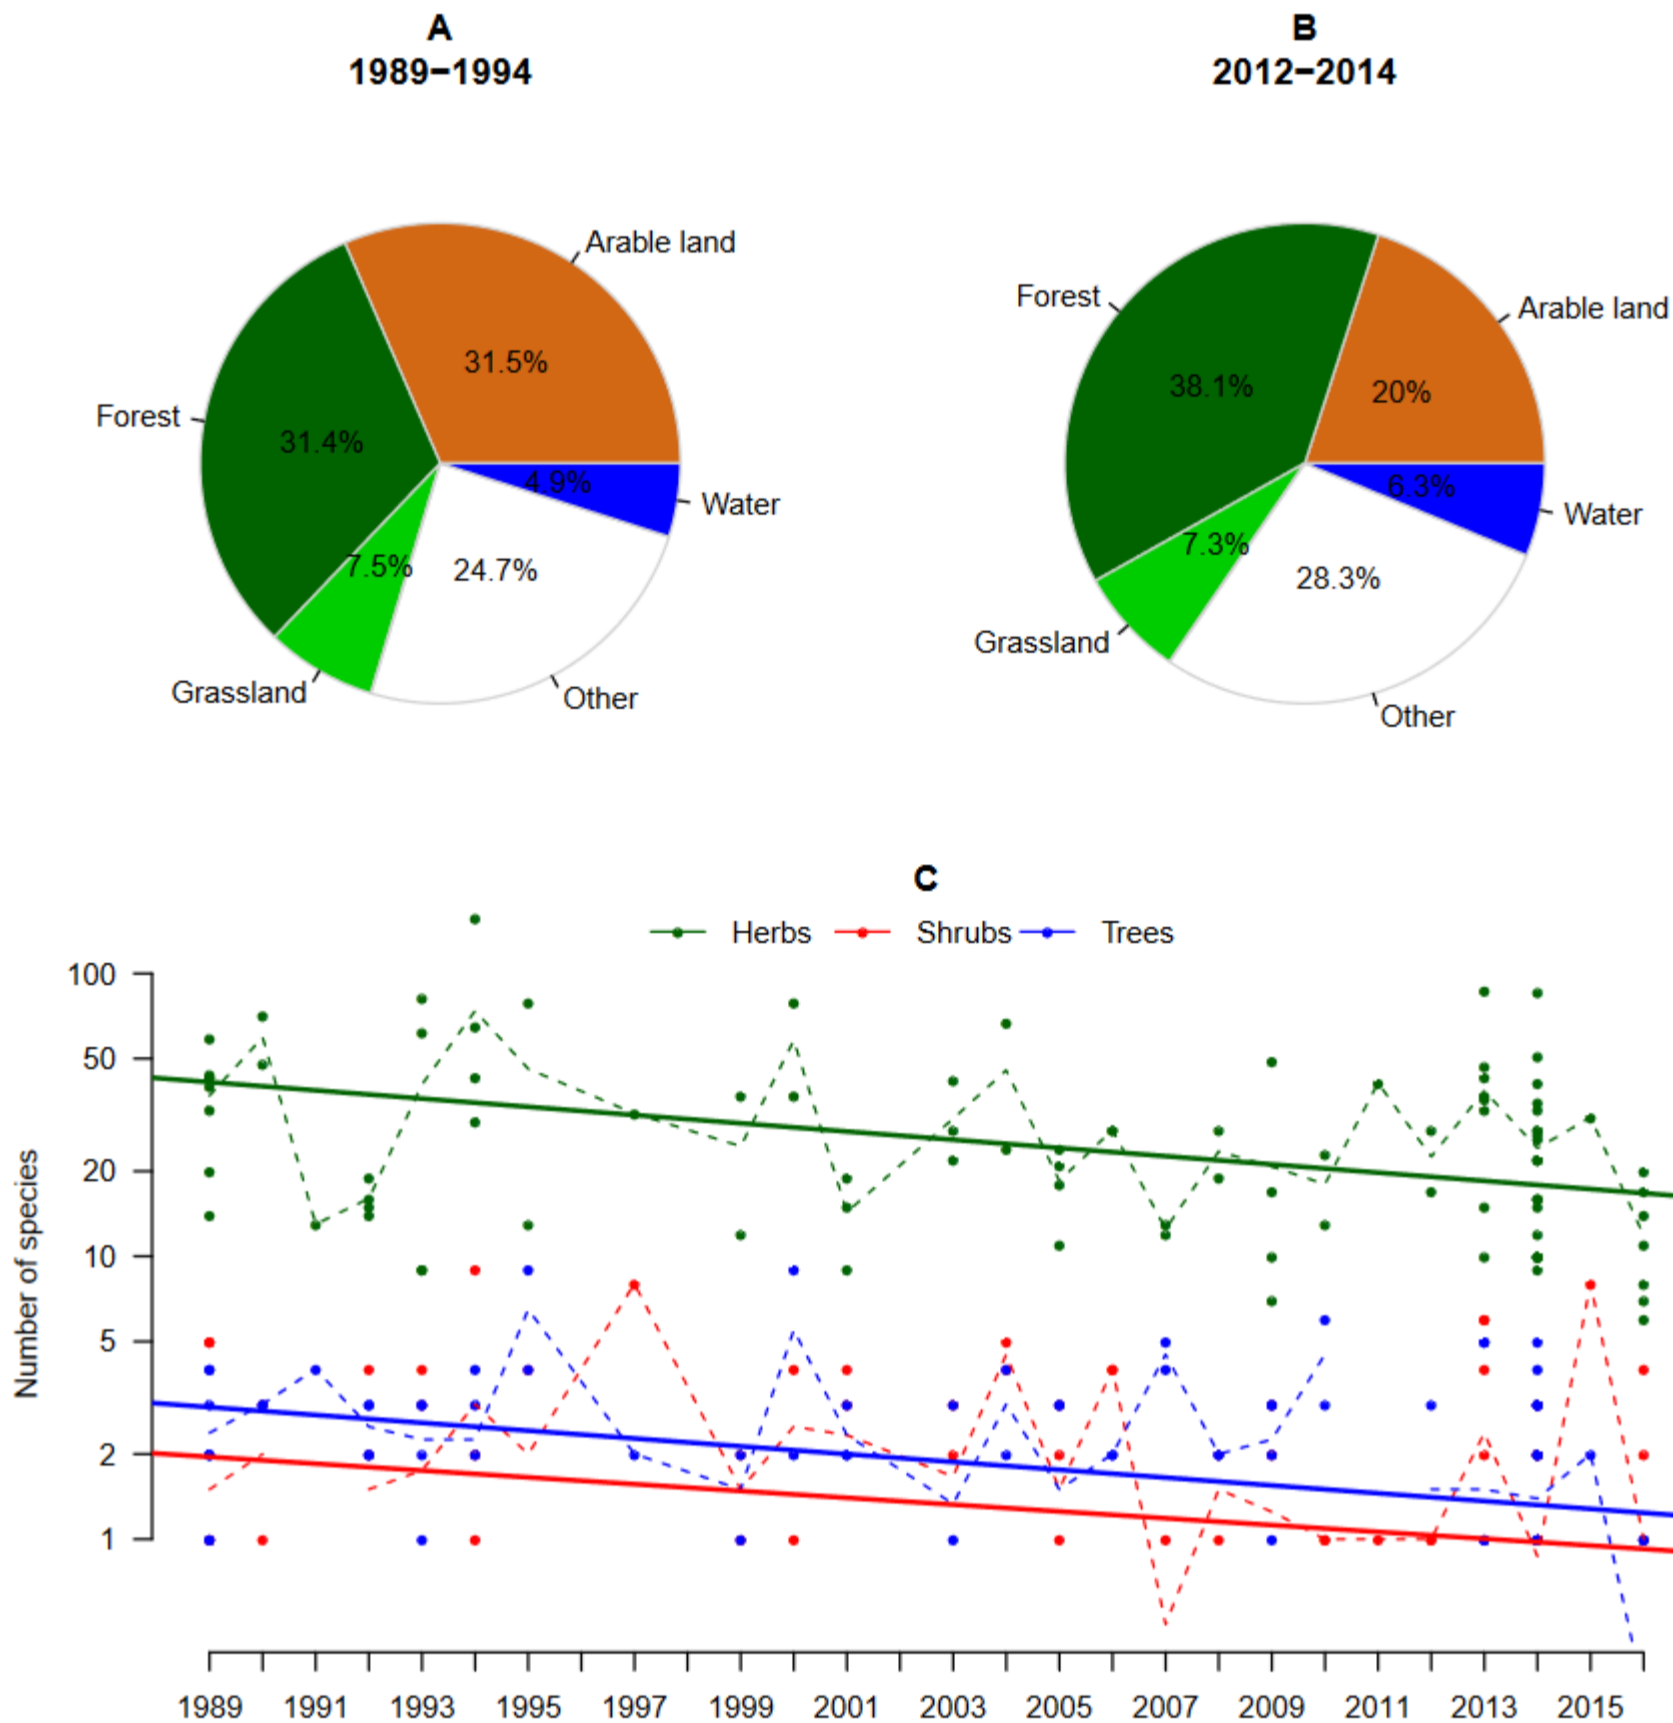 A
1989−1994
B
2012−2014
Arable land
31.5%
Forest
31.4%
4.9%
Water
7.5%
24.7%
Grassland
Other
Forest
Arable land
38.1%
20%
6.3%
Water
7.3%
28.3%
Grassland
Other
C
Herbs Shrubs Trees
Number of species
100
50
20
10
5
2
1
1989 1991 1993 1995 1997 1999 2001 2003 2005 2007 2009 2011 2013 2015